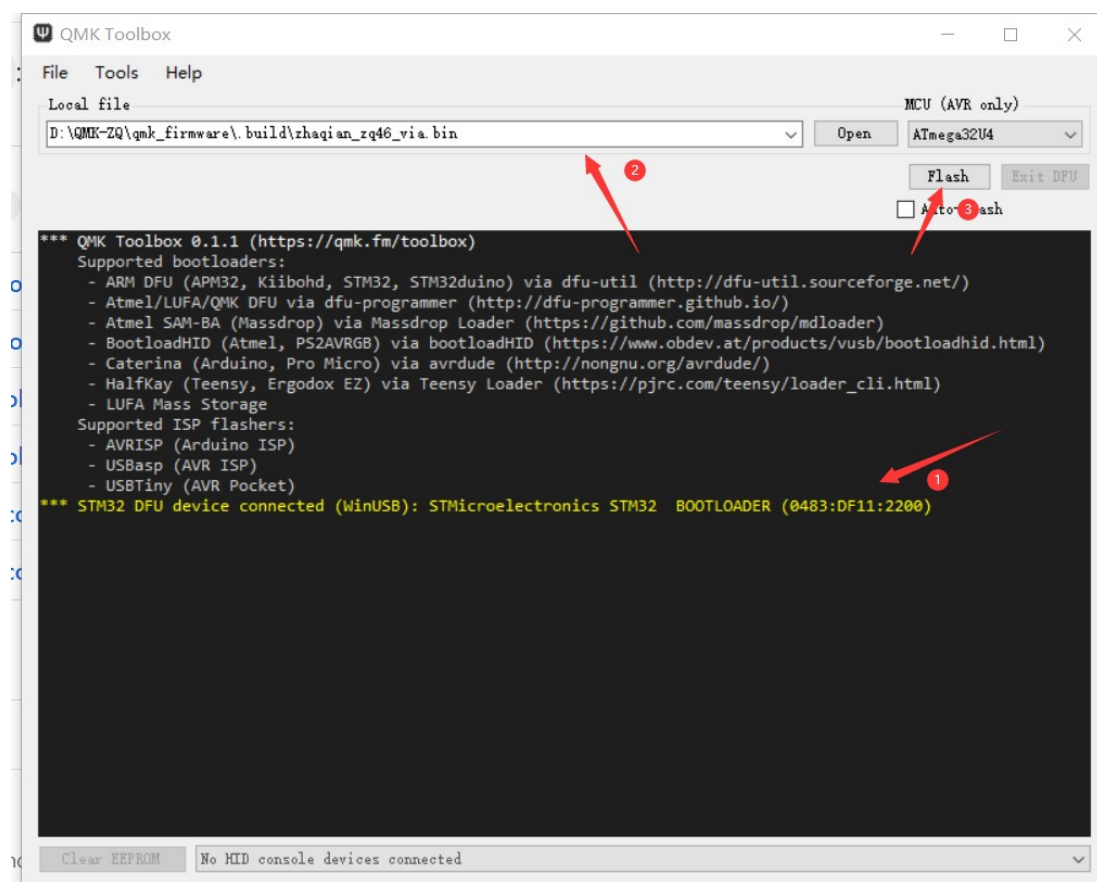 QMK Toolbox
File Tools Help
Local file MCU (AVR only)
D:\QMK-ZQ\qmk_firmware\.build\zhaqian_zq46_via.bin Open ATmega32U4
2
Flash Exit DFU
3
*** QMK Toolbox 0.1.1 (https://qmk.fm/toolbox)
Supported bootloaders:
- ARM DFU (APM32, Kiibohd, STM32, STM32duino) via dfu-util (http://dfu-util.sourceforge.net/)
- Atmel/LUFA/QMK DFU via dfu-programmer (http://dfu-programmer.github.io/)
- Atmel SAM-BA (Massdrop) via Massdrop Loader (https://github.com/massdrop/mdloader)
- BootloadHID (Atmel, PS2AVRGB) via bootloadHID (https://www.obdev.at/products/vusb/bootloadhid.html)
- Caterina (Arduino, Pro Micro) via avrdude (http://nongnu.org/avrdude/)
- HalfKay (Teensy, Ergodox EZ) via Teensy Loader (https://pjrc.com/teensy/loader_cli.html)
- LUFA Mass Storage
Supported ISP flashers:
- AVRISP (Arduino ISP)
- USBasp (AVR ISP)
- USBTiny (AVR Pocket)
1
*** STM32 DFU device connected (WinUSB): STMicroelectronics STM32 BOOTLOADER (0483:DF11:2200)
Clear EEPROM No HID console devices connected